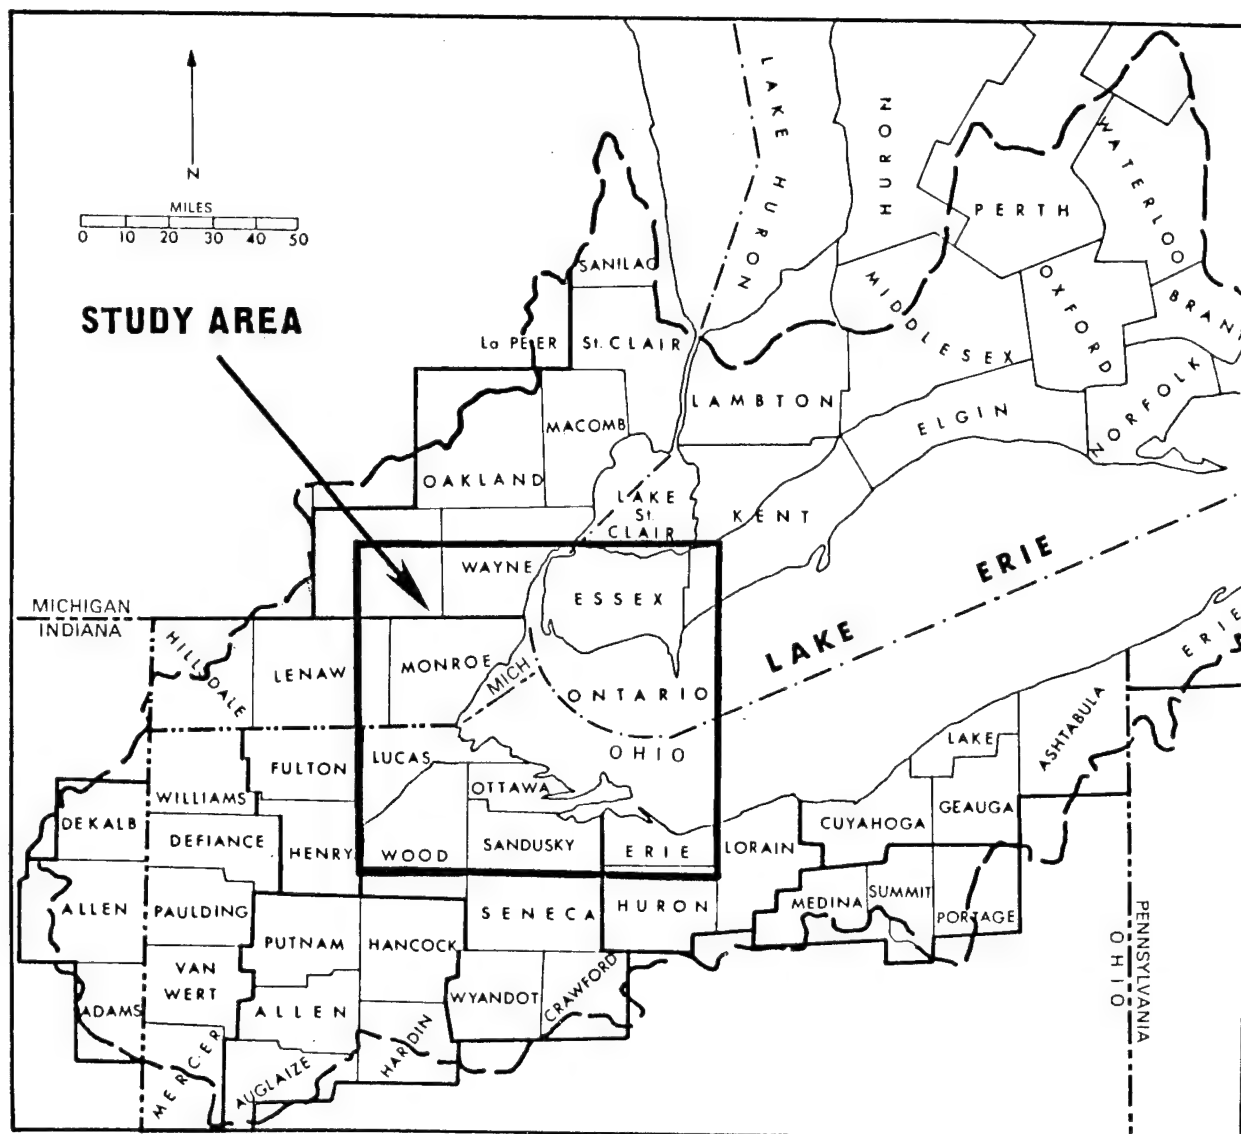 N
MILES
0 10 20 30 40 50
STUDY AREA
LAKE HURON
HURON
WATERLOO
PERTH
SANILAC
MIDDLESEX
OXFORD
BRANT
La PEER
St. CLAIR
LAMBTON
ELGIN
NORFOLK
MACOMB
OAKLAND
LAKE
St.
CLAIR
KENT
WAYNE
ESSEX
LAKE ERIE
MICHIGAN
INDIANA
HILLSDALE
LENAW
MONROE
MICH
ONTARIO
OHIO
ERIE
ASHTABULA
LAKE
LUCAS
FULTON
OTTAWA
WILLIAMS
GEAUGA
DEKALB
DEFIANCE
HENRY
WOOD
SANDUSKY
ERIE
LORAIN
CUYAHOGA
ALLEN
PAULDING
SENECA
HURON
MEDINA
SUMMIT
PORTAGE
PUTNAM
HANCOCK
VAN
WERT
ADAMS
ALLEN
WYANDOT
CRAWFORD
OHIO
PENNSYLVANIA
MERCER
AUGLAIZE
HARDIN